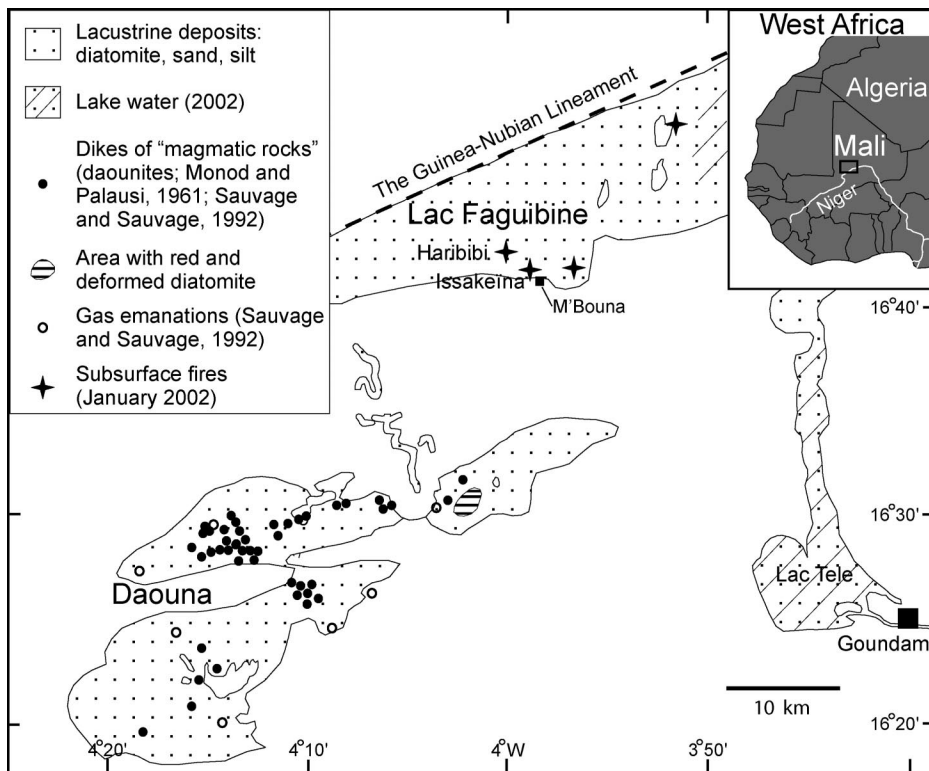 Lacustrine deposits:
diatomite, sand, silt
Lake water (2002)
Dikes of “magmatic rocks”
(daounites; Monod and
Palausi, 1961; Sauvage
and Sauvage, 1992)
Area with red and
deformed diatomite
Gas emanations (Sauvage
and Sauvage, 1992)
Subsurface fires
(January 2002)
West Africa
Algeria
Mali
Niger
The Guinea-Nubian Lineament
Lac Faguibine
Haribibi
Issakeïna
M’Bouna
16°40'
16°30'
Daouna
Lac Tele
Goundam
10 km
16°20'
4°20'
4°10'
4°W
3°50'